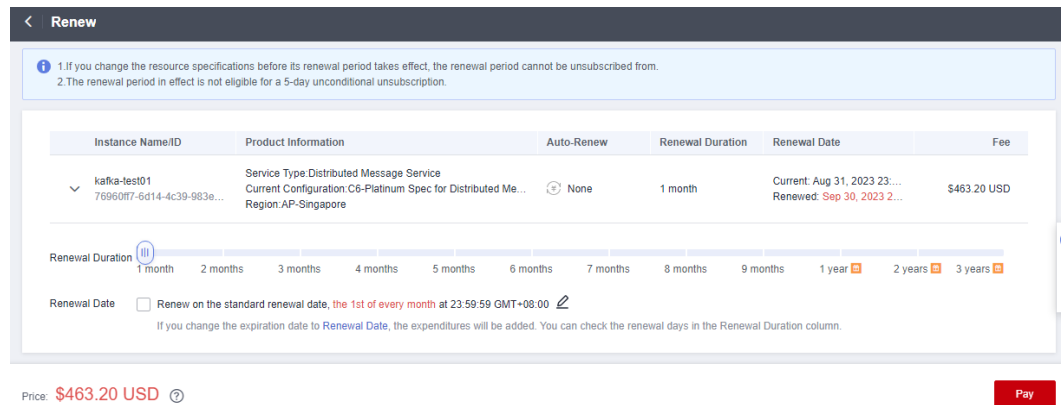 Renew
1.If you change the resource specifications before its renewal period takes effect, the renewal period cannot be unsubscribed from.
2.The renewal period in effect is not eligible for a 5-day unconditional unsubscription.
Instance Name/ID Product Information Auto-Renew Renewal Duration Renewal Date Fee
kafka-test01
76960ff7-6d14-4c39-983e...
Service Type:Distributed Message Service
Current Configuration:C6-Platinum Spec for Distributed Me...
Region:AP-Singapore
None
1 month
Current: Aug 31, 2023 23:...
Renewed: Sep 30, 2023 2...
$463.20 USD
Renewal Duration
1 month 2 months 3 months 4 months 5 months 6 months 7 months 8 months 9 months 1 year 2 years 3 years
Renewal Date Renew on the standard renewal date, the 1st of every month at 23:59:59 GMT+08:00
If you change the expiration date to Renewal Date, the expenditures will be added. You can check the renewal days in the Renewal Duration column.
Price: $463.20 USD
Pay